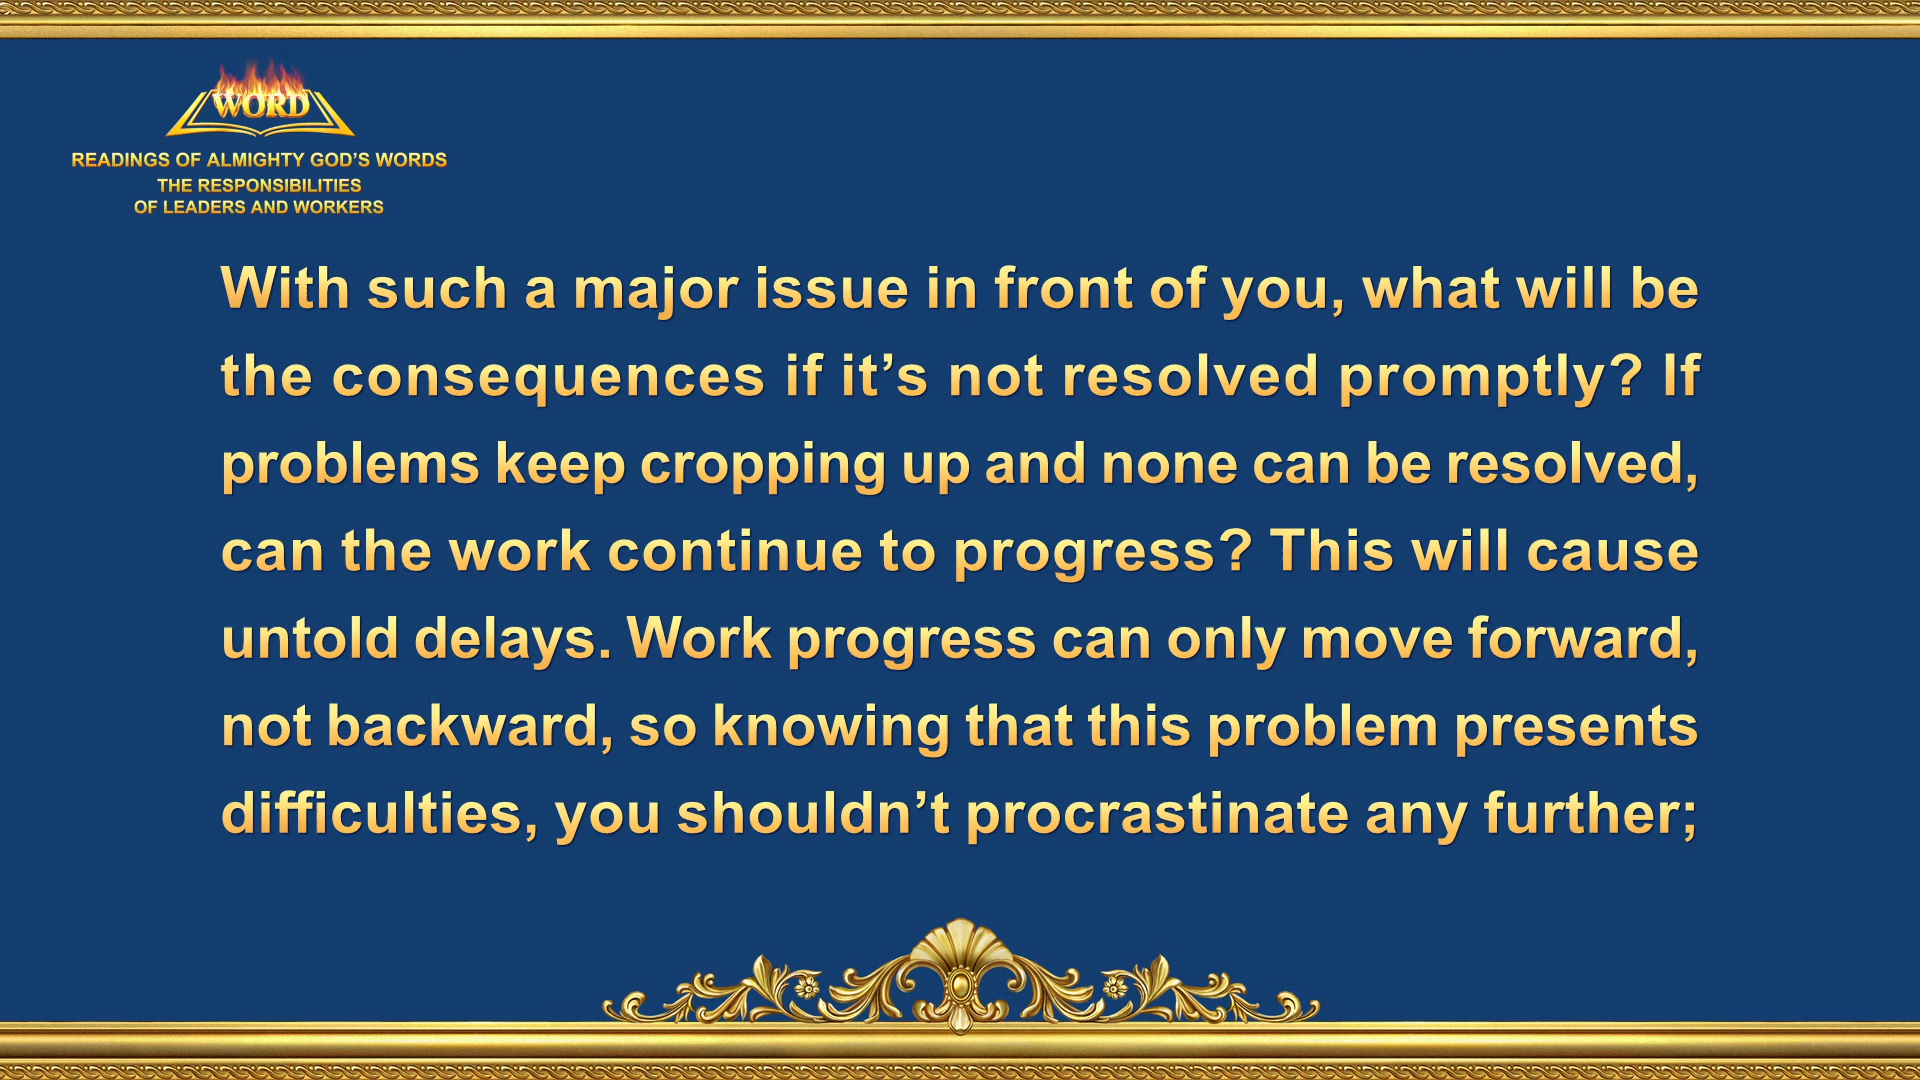 WORD
READINGS OF ALMIGHTY GOD’S WORDS
THE RESPONSIBILITIES
OF LEADERS AND WORKERS
With such a major issue in front of you, what will be
the consequences if it’s not resolved promptly? If
problems keep cropping up and none can be resolved,
can the work continue to progress? This will cause
untold delays. Work progress can only move forward,
not backward, so knowing that this problem presents
difficulties, you shouldn’t procrastinate any further;